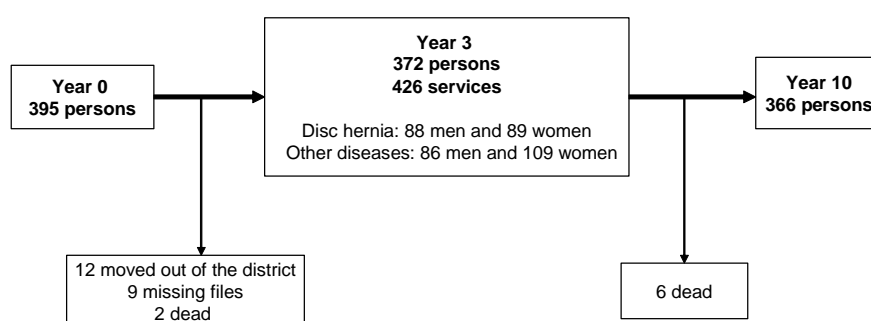 Year 0
395 persons
Year 3
372 persons
426 services
Disc hernia: 88 men and 89 women
Other diseases: 86 men and 109 women
Year 10
366 persons
12 moved out of the district
9 missing files
2 dead
6 dead